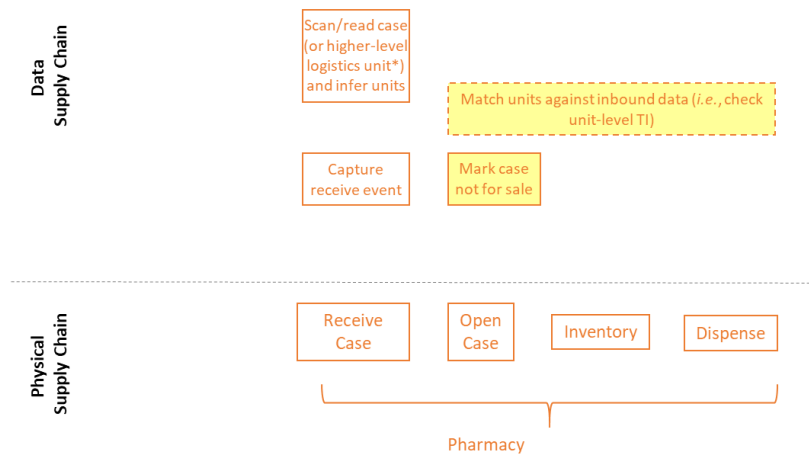 Data
Supply Chain
Scan/read case
(or higher-level
logistics unit*)
and infer units
Match units against inbound data (i.e., check
unit-level TI)
Capture
receive event
Mark case
not for sale
Physical
Supply Chain
Receive
Case
Open
Case
Inventory
Dispense
Pharmacy